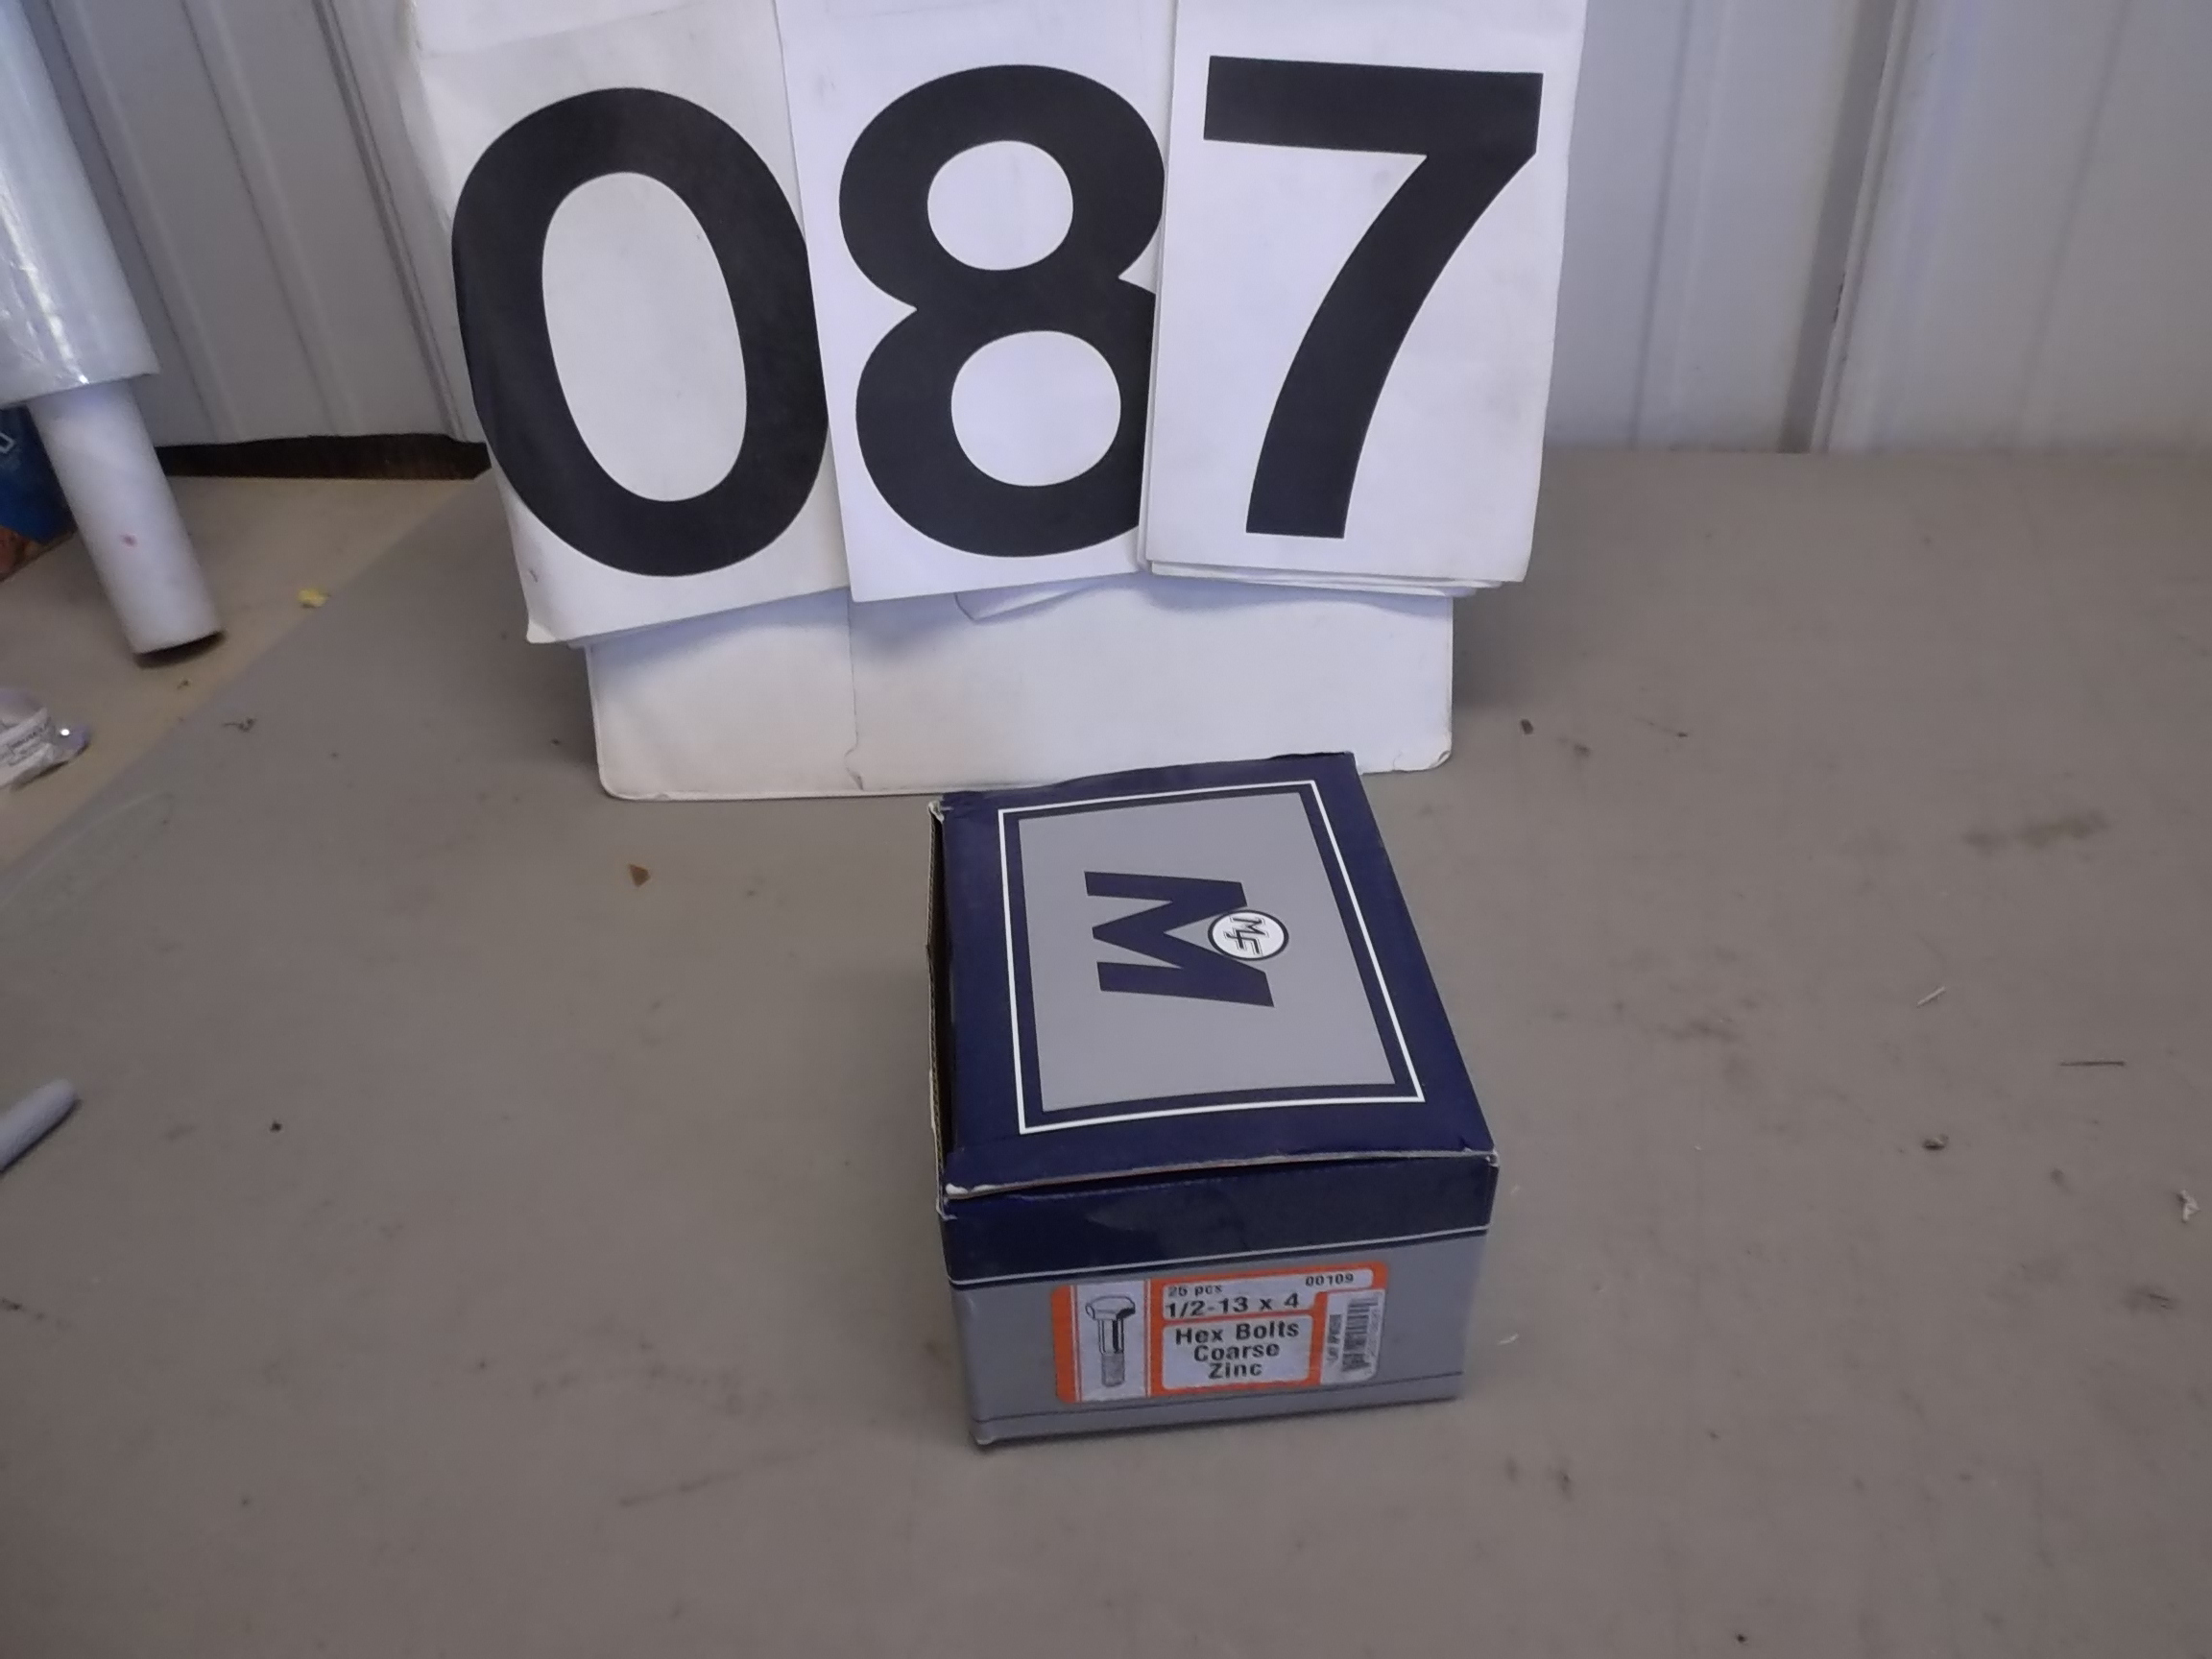 087
M
MF
25 pcs 00109
1/2-13 x 4
Hex Bolts
Coarse
Zinc